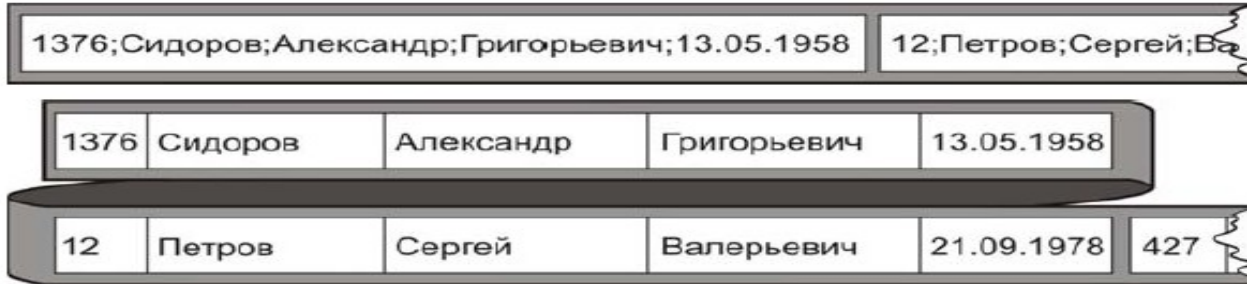 1376;Сидоров;Александр;Григорьевич;13.05.1958 12;Петров;Сергей;Ва
1376 Сидоров Александр Григорьевич 13.05.1958
12 Петров Сергей Валерьевич 21.09.1978 427